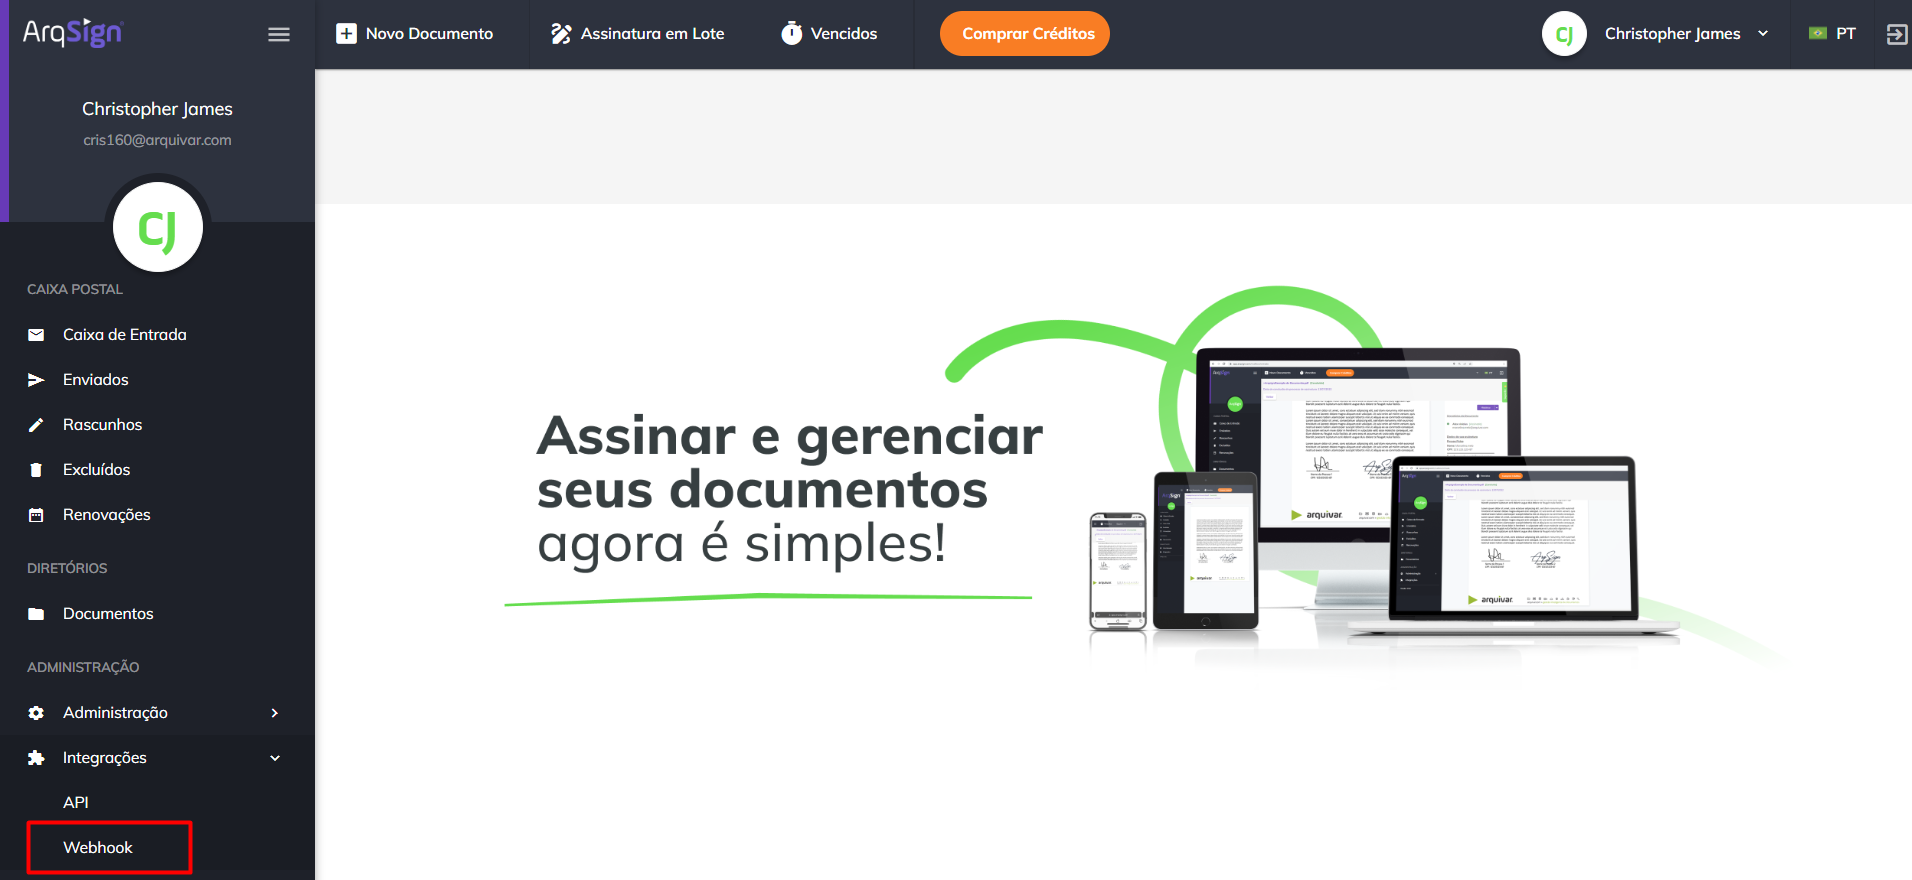 ArqSign
Novo Documento
Assinatura em Lote
Vencidos
Comprar Créditos
CJ
Christopher James
PT
Christopher James
cris160@arquivar.com
CJ
CAIXA POSTAL
Caixa de Entrada
Enviados
Rascunhos
Excluídos
Renovações
DIRETÓRIOS
Documentos
ADMINISTRAÇÃO
Administração
Integrações
API
Webhook
Assinar e gerenciar
seus documentos
agora é simples!
ArqSign
arquivar
ArqSign
arquivar